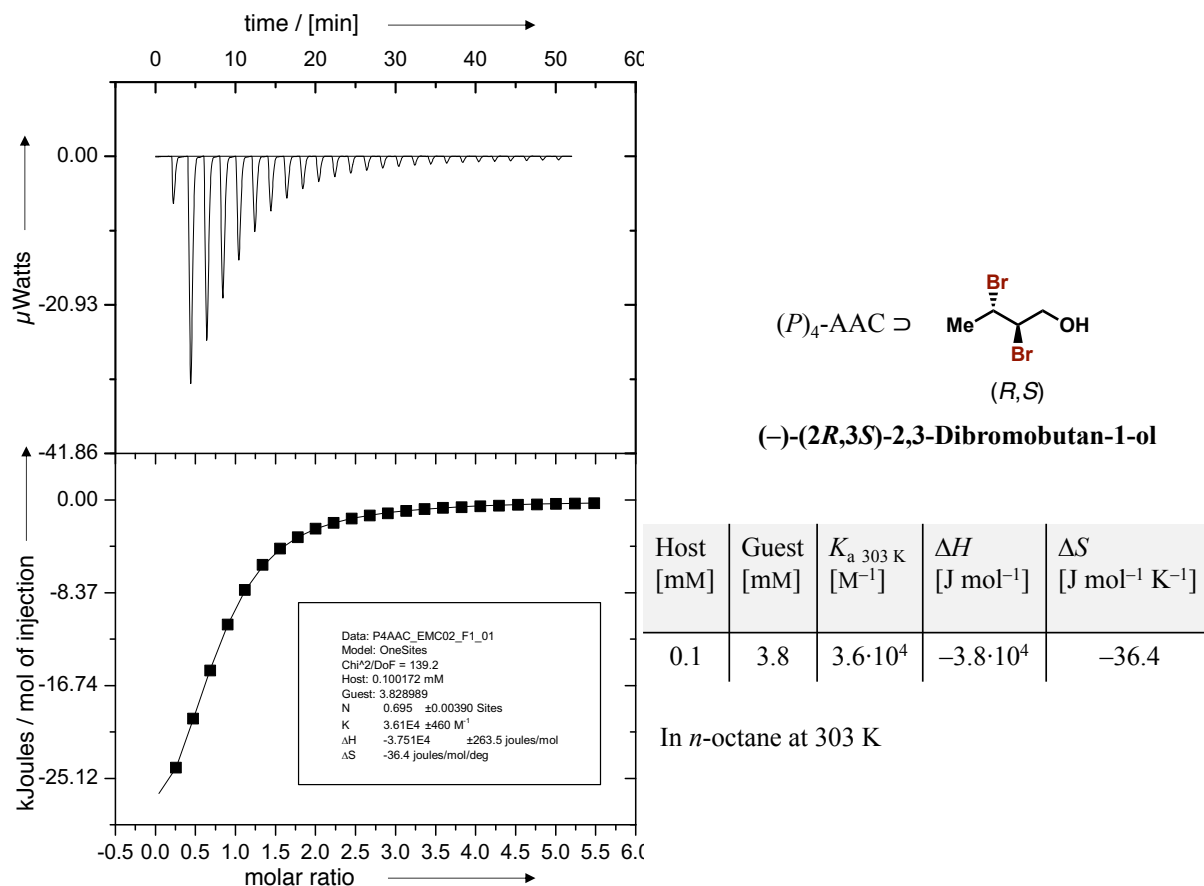 time / [min]
0 10 20 30 40 50 60
0.00
-20.93
-41.86
µWatts
0.00
-8.37
-16.74
-25.12
kJoules / mol of injection
Data: P4AAC_EMC02_F1_01
Model: OneSites
Chi^2/DoF = 139.2
Host: 0.100172 mM
Guest: 3.828989
N 0.695 ±0.00390 Sites
K 3.61E4 ±460 M⁻¹
ΔH -3.751E4 ±263.5 joules/mol
ΔS -36.4 joules/mol/deg
-0.5 0.0 0.5 1.0 1.5 2.0 2.5 3.0 3.5 4.0 4.5 5.0 5.5 6.0
molar ratio
(P)₄-AAC ⊃
Br
Me
OH
Br
(R,S)
(–)-(2R,3S)-2,3-Dibromobutan-1-ol
Host [mM] Guest [mM] Kₐ ₃₀₃ K [M⁻¹] ΔH [J mol⁻¹] ΔS [J mol⁻¹ K⁻¹]
0.1 3.8 3.6·10⁴ –3.8·10⁴ –36.4
In n-octane at 303 K